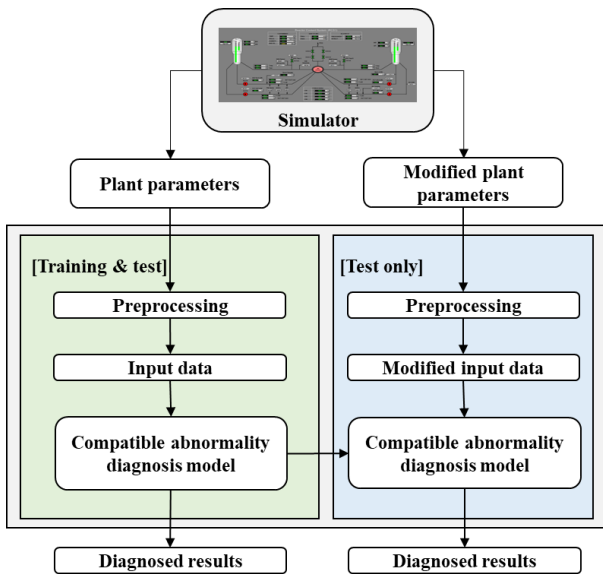 Simulator
Plant parameters
Modified plant
parameters
[Training & test]
Preprocessing
Input data
Compatible abnormality
diagnosis model
Diagnosed results
[Test only]
Preprocessing
Modified input data
Compatible abnormality
diagnosis model
Diagnosed results